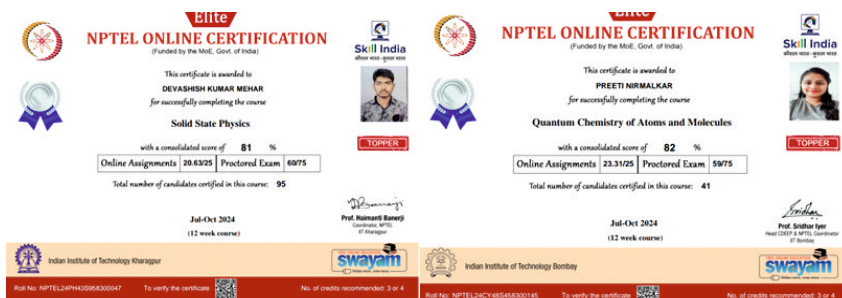 Elite
NPTEL ONLINE CERTIFICATION
(Funded by the MoE, Govt. of India)
Skill India
कौशल भारत - कुशल भारत
This certificate is awarded to
DEVASHISH KUMAR MEHAR
for successfully completing the course
Solid State Physics
with a consolidated score of 81 %
TOPPER
Online Assignments 20.63/25 Proctored Exam 60/75
Total number of candidates certified in this course: 95
Jul-Oct 2024
(12 week course)
Prof. Haimanti Banerji
Coordinator, NPTEL
IIT Kharagpur
Indian Institute of Technology Kharagpur
swayam
Roll No: NPTEL24PH43S958300047
To verify the certificate
No. of credits recommended: 3 or 4
Elite
NPTEL ONLINE CERTIFICATION
(Funded by the MoE, Govt. of India)
Skill India
कौशल भारत - कुशल भारत
This certificate is awarded to
PREETI NIRMALKAR
for successfully completing the course
Quantum Chemistry of Atoms and Molecules
with a consolidated score of 82 %
TOPPER
Online Assignments 23.31/25 Proctored Exam 59/75
Total number of candidates certified in this course: 41
Jul-Oct 2024
(12 week course)
Prof. Sridhar Iyer
Head CDEEP & NPTEL Coordinator
IIT Bombay
Indian Institute of Technology Bombay
swayam
Roll No: NPTEL24CY48S458300145
To verify the certificate
No. of credits recommended: 3 or 4